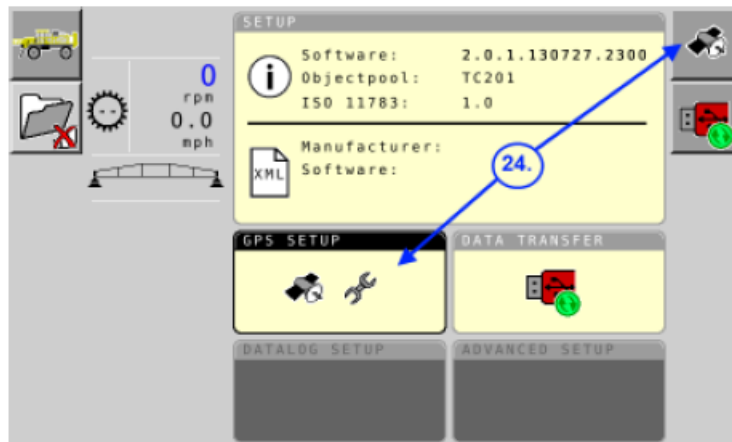 SETUP
Software: 2.0.1.130727.2300
Objectpool: TC201
ISO 11783: 1.0
0
rpm
0.0
mph
Manufacturer:
Software:
XML
24.
GPS SETUP
DATA TRANSFER
DATALOG SETUP
ADVANCED SETUP